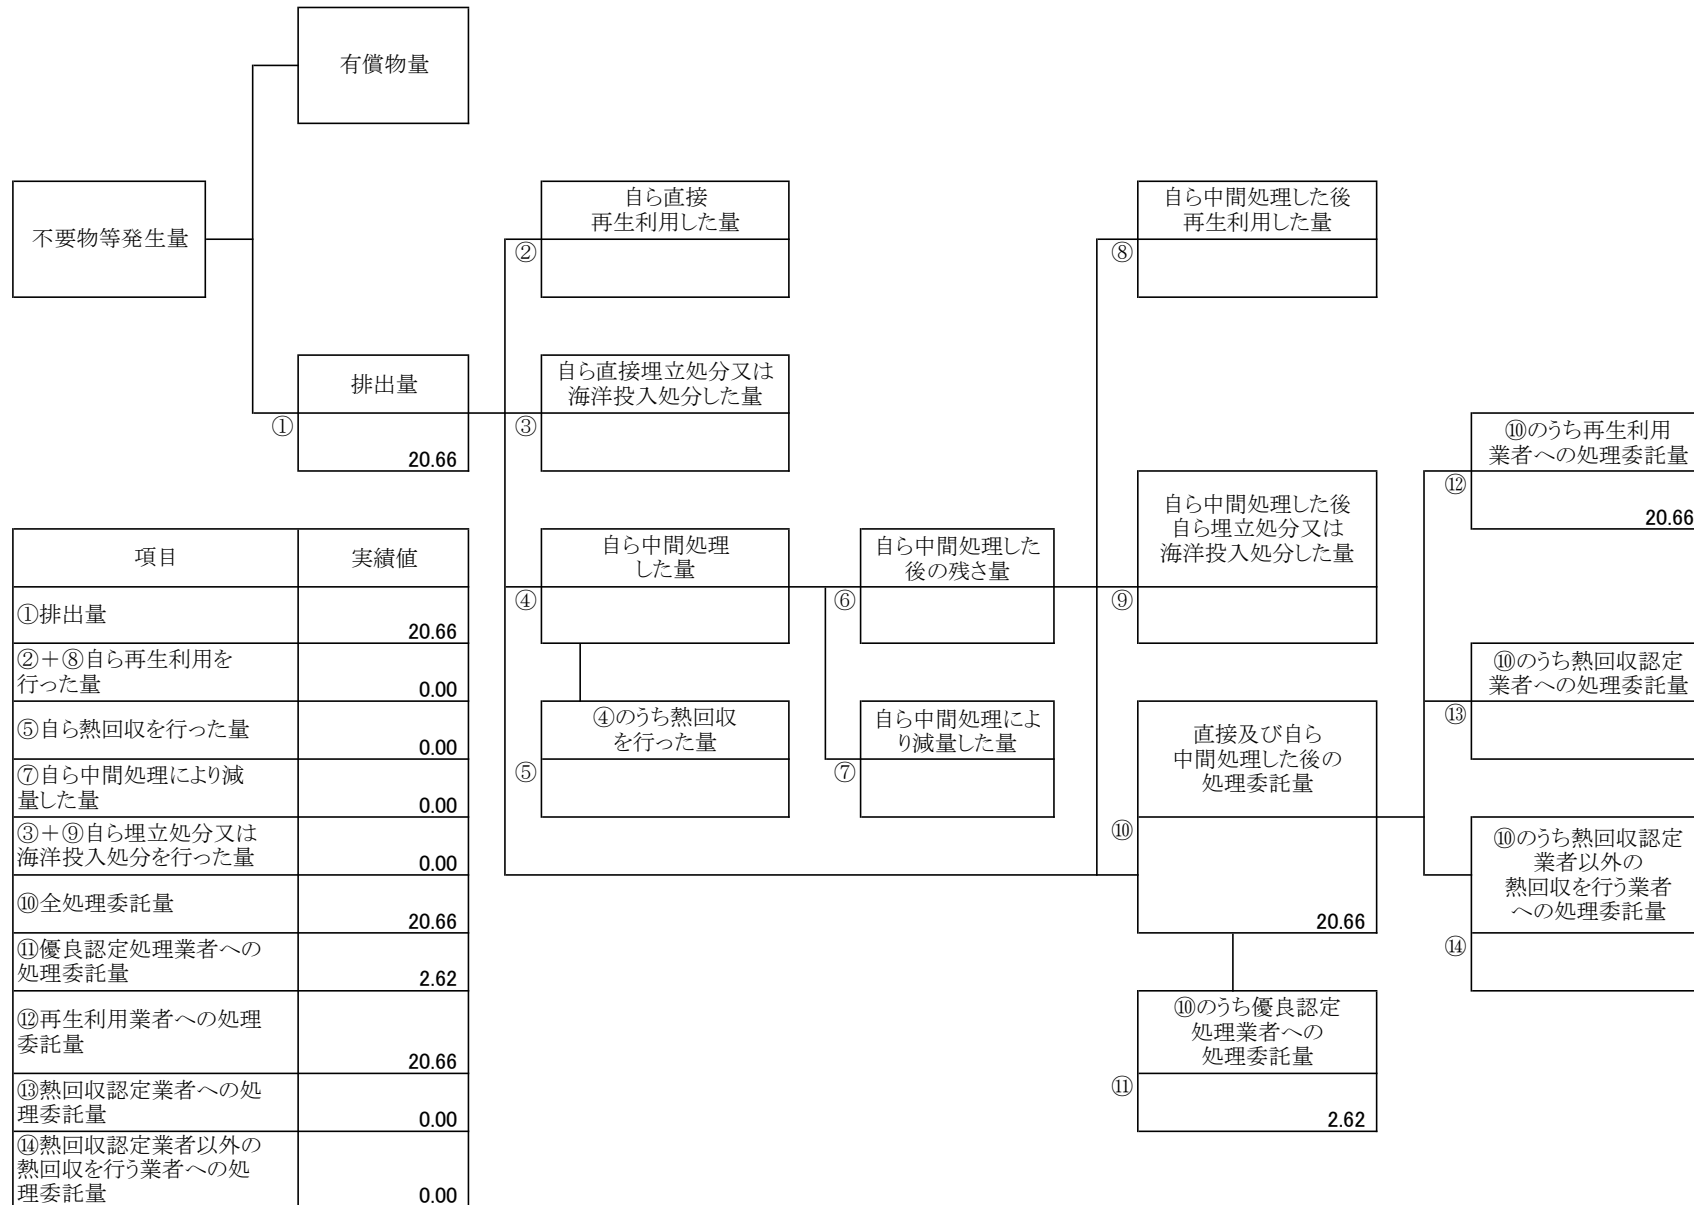 有償物量
不要物等発生量
自ら直接
再生利用した量
②
自ら中間処理した後
再生利用した量
⑧
排出量
①
20.66
自ら直接埋立処分又は
海洋投入処分した量
③
⑩のうち再生利用
業者への処理委託量
⑫
20.66
自ら中間処理
した量
④
自ら中間処理した
後の残さ量
⑥
自ら中間処理した後
自ら埋立処分又は
海洋投入処分した量
⑨
⑩のうち熱回収認定
業者への処理委託量
⑬
④のうち熱回収
を行った量
⑤
自ら中間処理によ
り減量した量
⑦
直接及び自ら
中間処理した後の
処理委託量
⑩
20.66
⑩のうち熱回収認定
業者以外の
熱回収を行う業者
への処理委託量
⑭
⑩のうち優良認定
処理業者への
処理委託量
⑪
2.62
項目 実績値
①排出量
20.66
②+⑧自ら再生利用を
行った量
0.00
⑤自ら熱回収を行った量
0.00
⑦自ら中間処理により減
量した量
0.00
③+⑨自ら埋立処分又は
海洋投入処分を行った量
0.00
⑩全処理委託量
20.66
⑪優良認定処理業者への
処理委託量
2.62
⑫再生利用業者への処理
委託量
20.66
⑬熱回収認定業者への処
理委託量
0.00
⑭熱回収認定業者以外の
熱回収を行う業者への処
理委託量
0.00